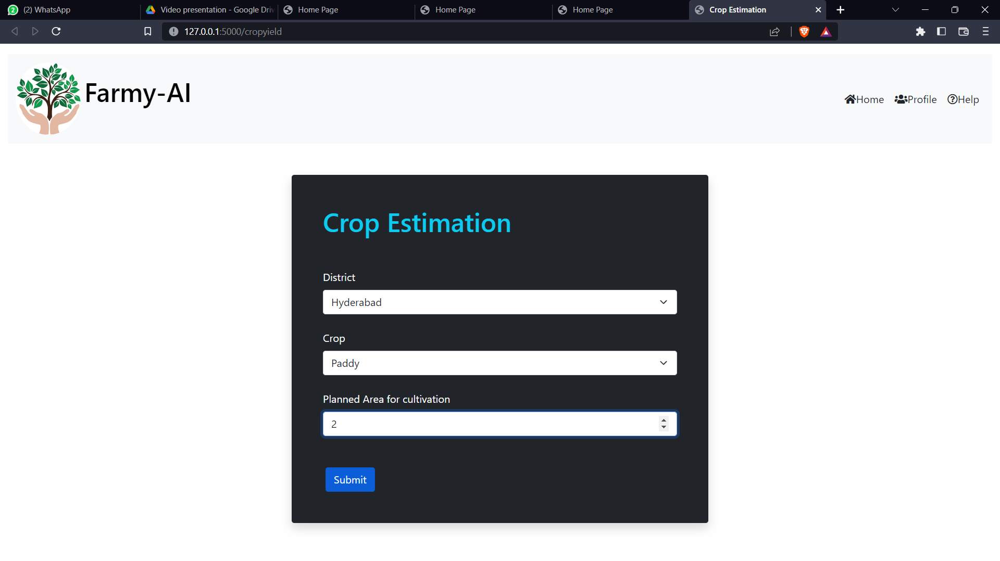 2 (2) WhatsApp
Video presentation - Google Driv
Home Page
Home Page
Home Page
Crop Estimation
127.0.0.1:5000/cropyield
Farmy-AI
Home
Profile
Help
Crop Estimation
District
Hyderabad
Crop
Paddy
Planned Area for cultivation
2
Submit